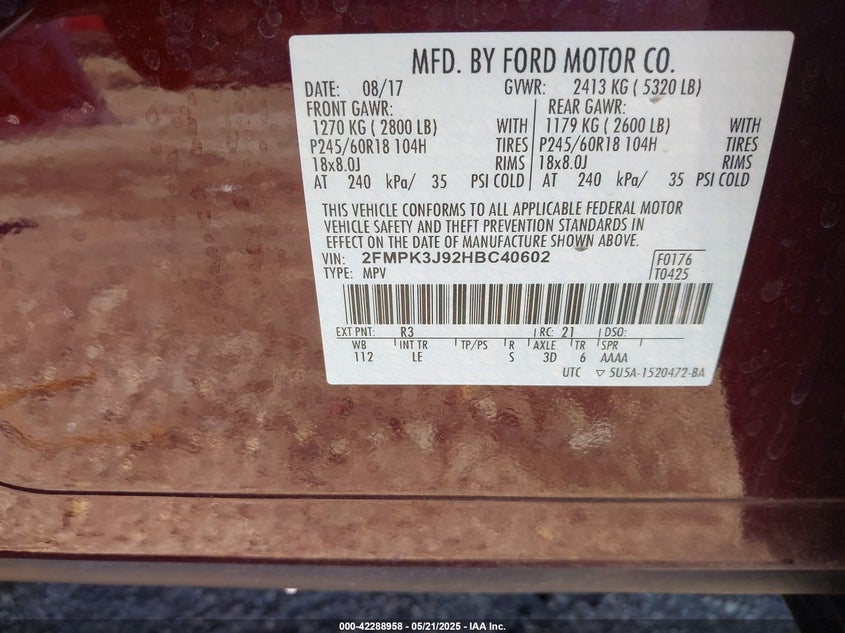 MFD. BY FORD MOTOR CO.
DATE: 08/17 GVWR: 2413 KG ( 5320 LB)
FRONT GAWR: REAR GAWR:
1270 KG ( 2800 LB) WITH 1179 KG ( 2600 LB) WITH
P245/60R18 104H TIRES P245/60R18 104H TIRES
18x8.0J RIMS 18x8.0J RIMS
AT 240 kPa/ 35 PSI COLD AT 240 kPa/ 35 PSI COLD
THIS VEHICLE CONFORMS TO ALL APPLICABLE FEDERAL MOTOR
VEHICLE SAFETY AND THEFT PREVENTION STANDARDS IN
EFFECT ON THE DATE OF MANUFACTURE SHOWN ABOVE.
VIN: 2FMPK3J92HBC40602 F0176
TYPE: MPV T0425
EXT PNT: R3 RC: 21 DSO:
WB INT TR TP/PS R AXLE TR SPR
112 LE S 3D 6 AAAA
UTC ▽ 5U5A-1520472-BA
000-42288958 - 05/21/2025 - IAA Inc.